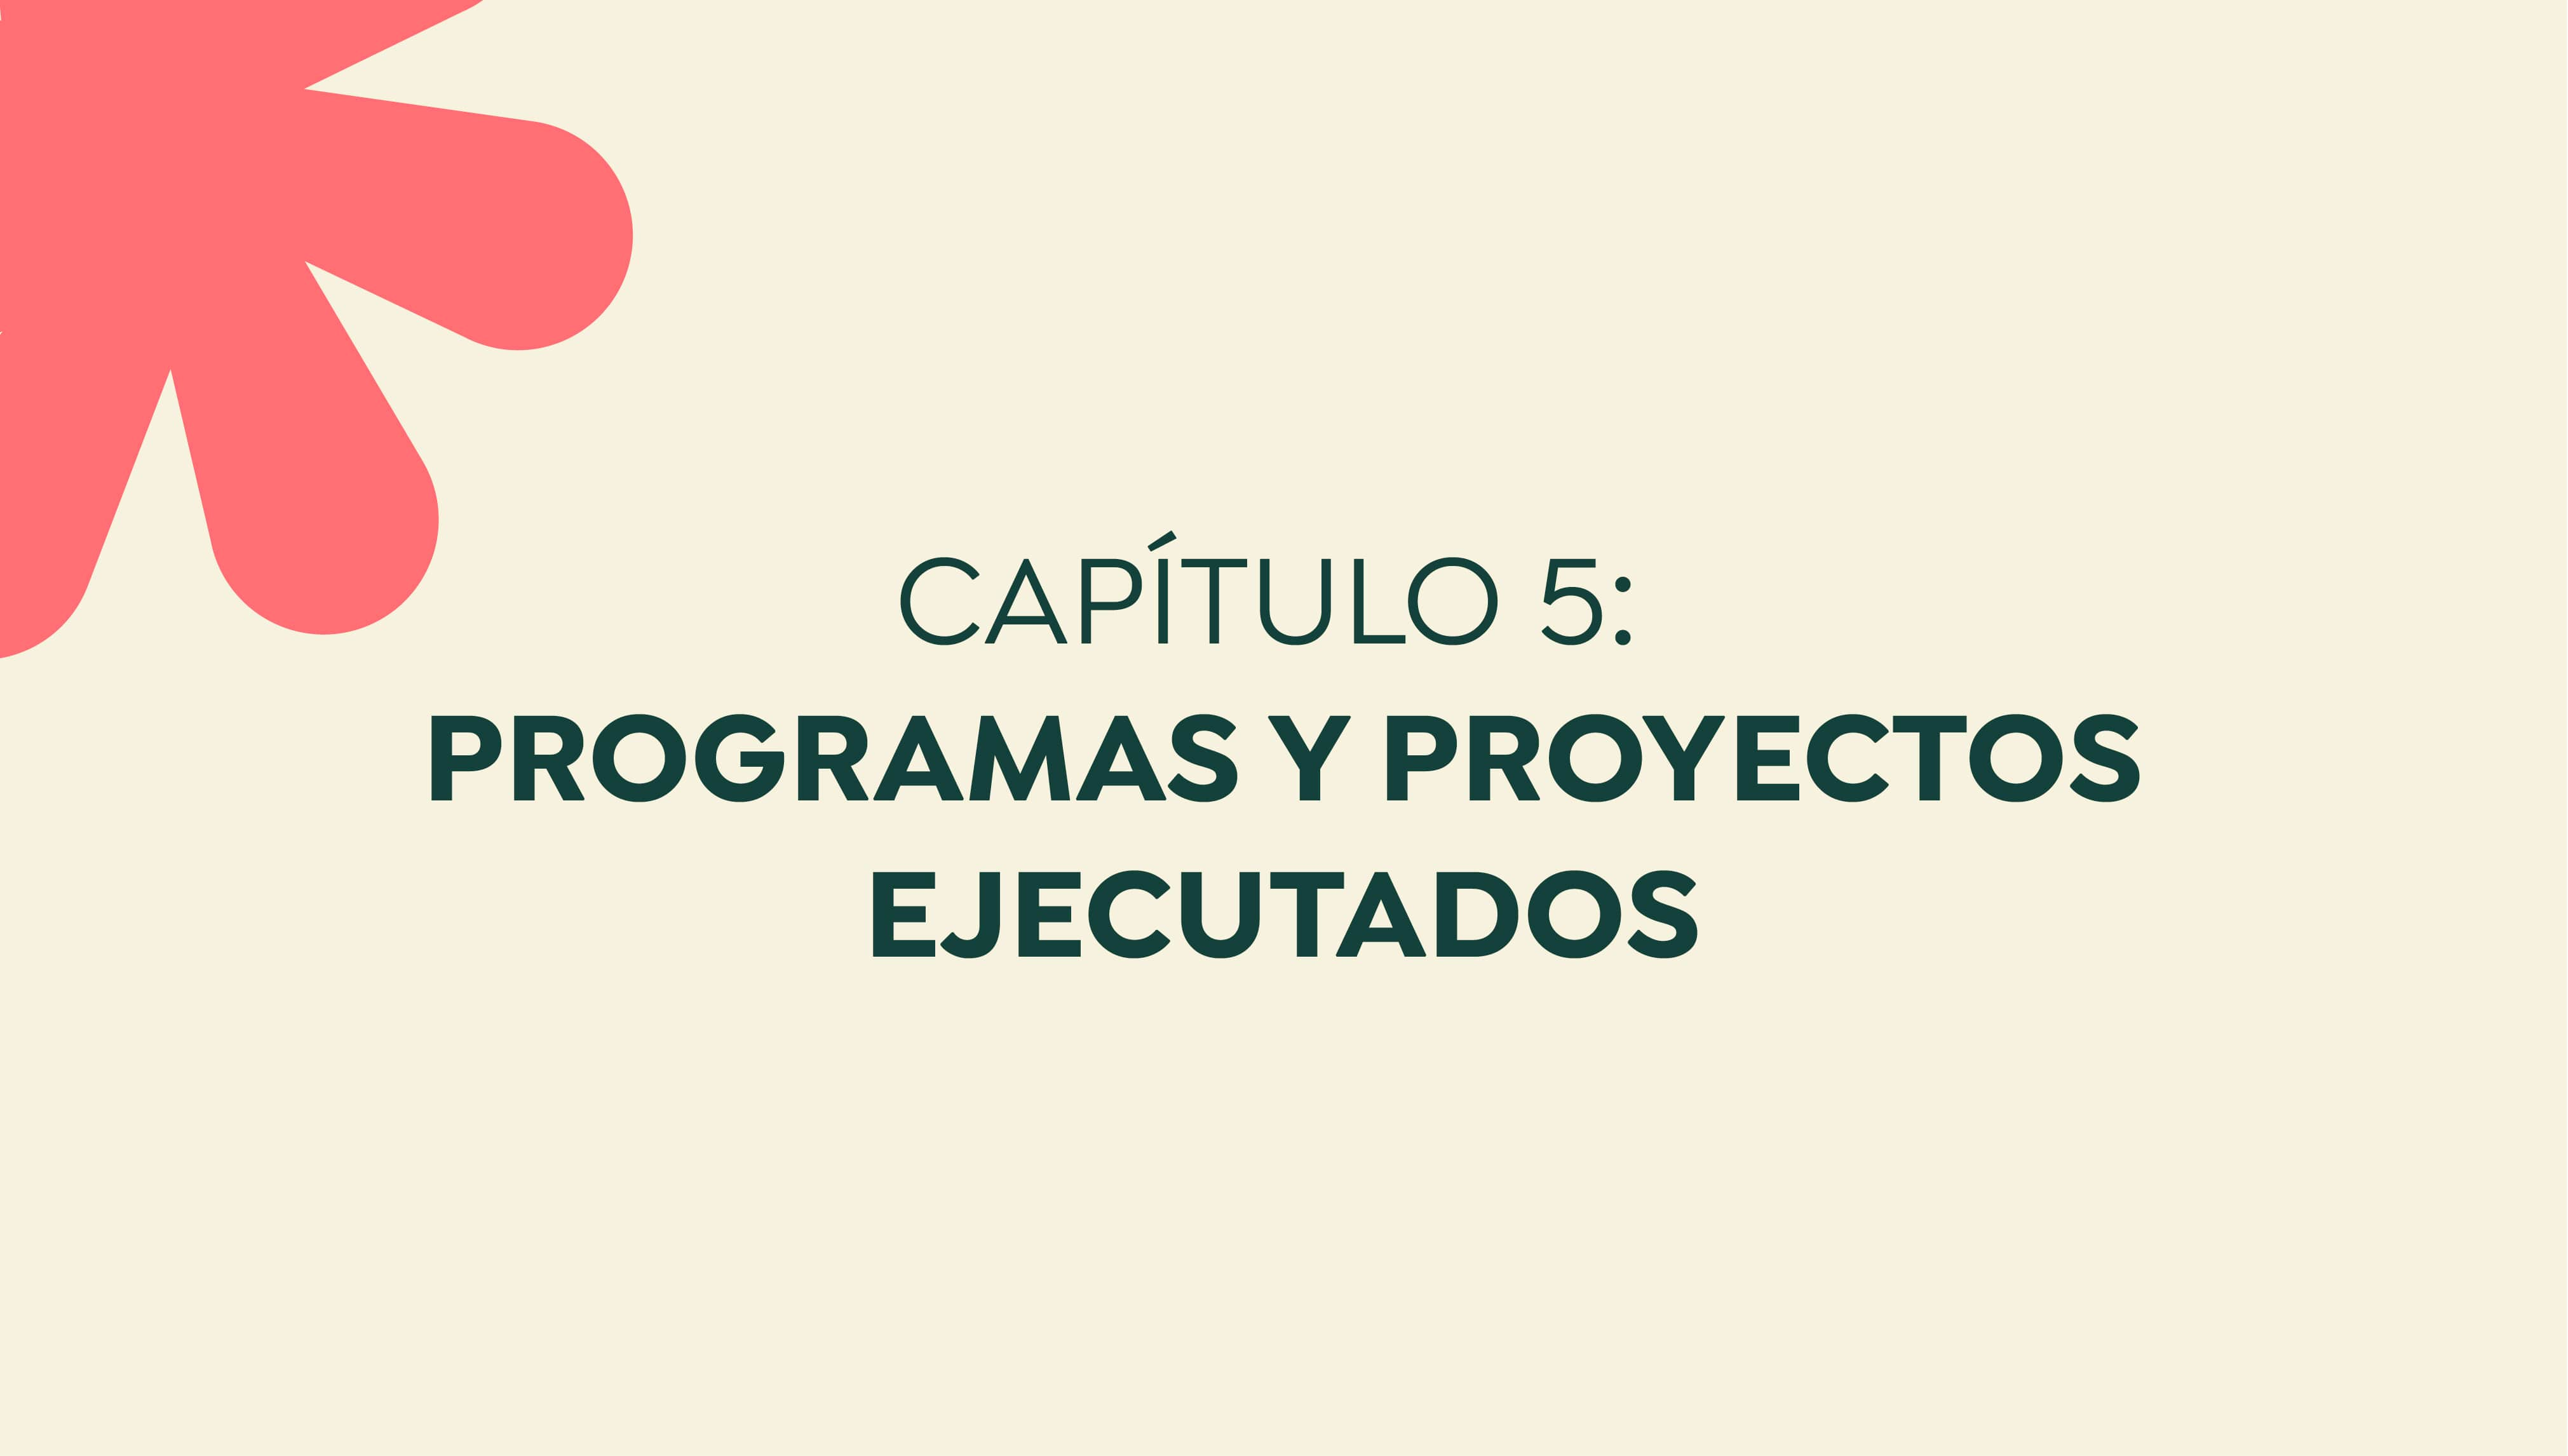 CAPÍTULO 5:
PROGRAMAS Y PROYECTOS
EJECUTADOS